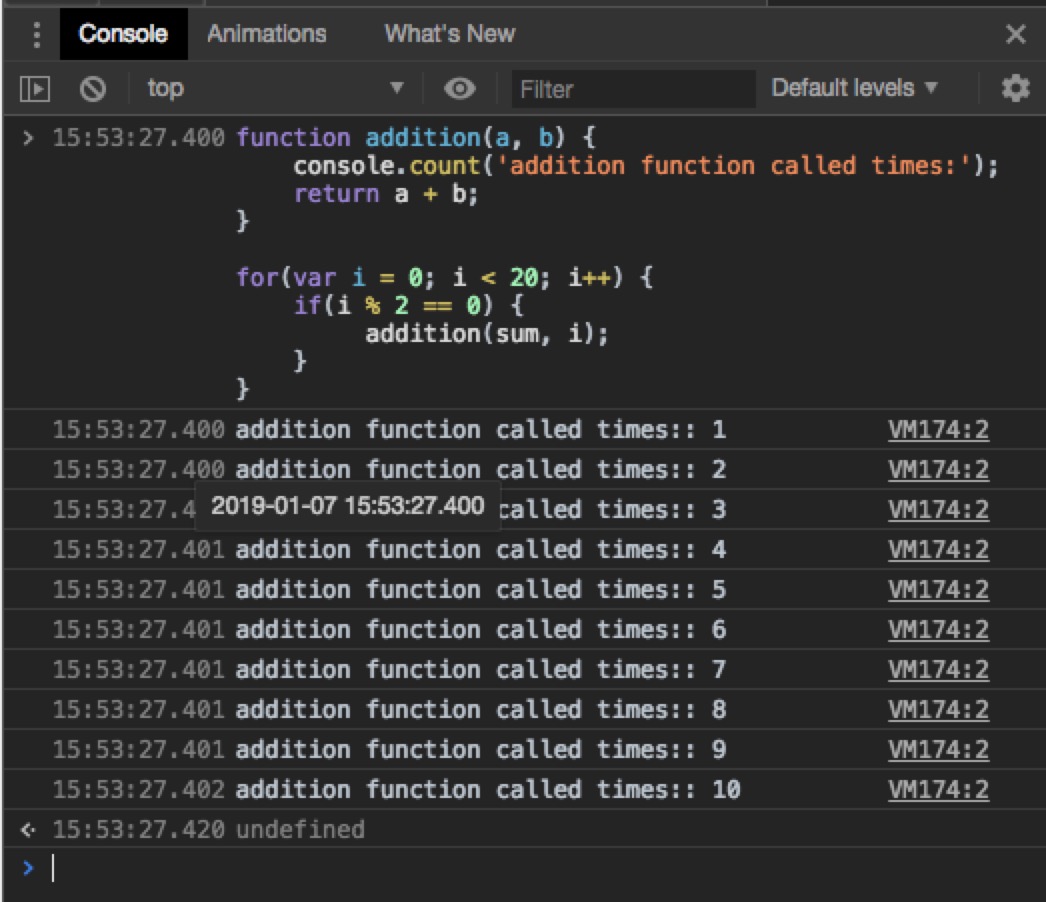 Console Animations What's New
top Filter Default levels
> 15:53:27.400 function addition(a, b) {
console.count('addition function called times:');
return a + b;
}
for(var i = 0; i < 20; i++) {
if(i % 2 == 0) {
addition(sum, i);
}
}
15:53:27.400 addition function called times:: 1 VM174:2
15:53:27.400 addition function called times:: 2 VM174:2
15:53:27.4 called times:: 3 VM174:2
2019-01-07 15:53:27.400
15:53:27.401 addition function called times:: 4 VM174:2
15:53:27.401 addition function called times:: 5 VM174:2
15:53:27.401 addition function called times:: 6 VM174:2
15:53:27.401 addition function called times:: 7 VM174:2
15:53:27.401 addition function called times:: 8 VM174:2
15:53:27.401 addition function called times:: 9 VM174:2
15:53:27.402 addition function called times:: 10 VM174:2
15:53:27.420 undefined
>